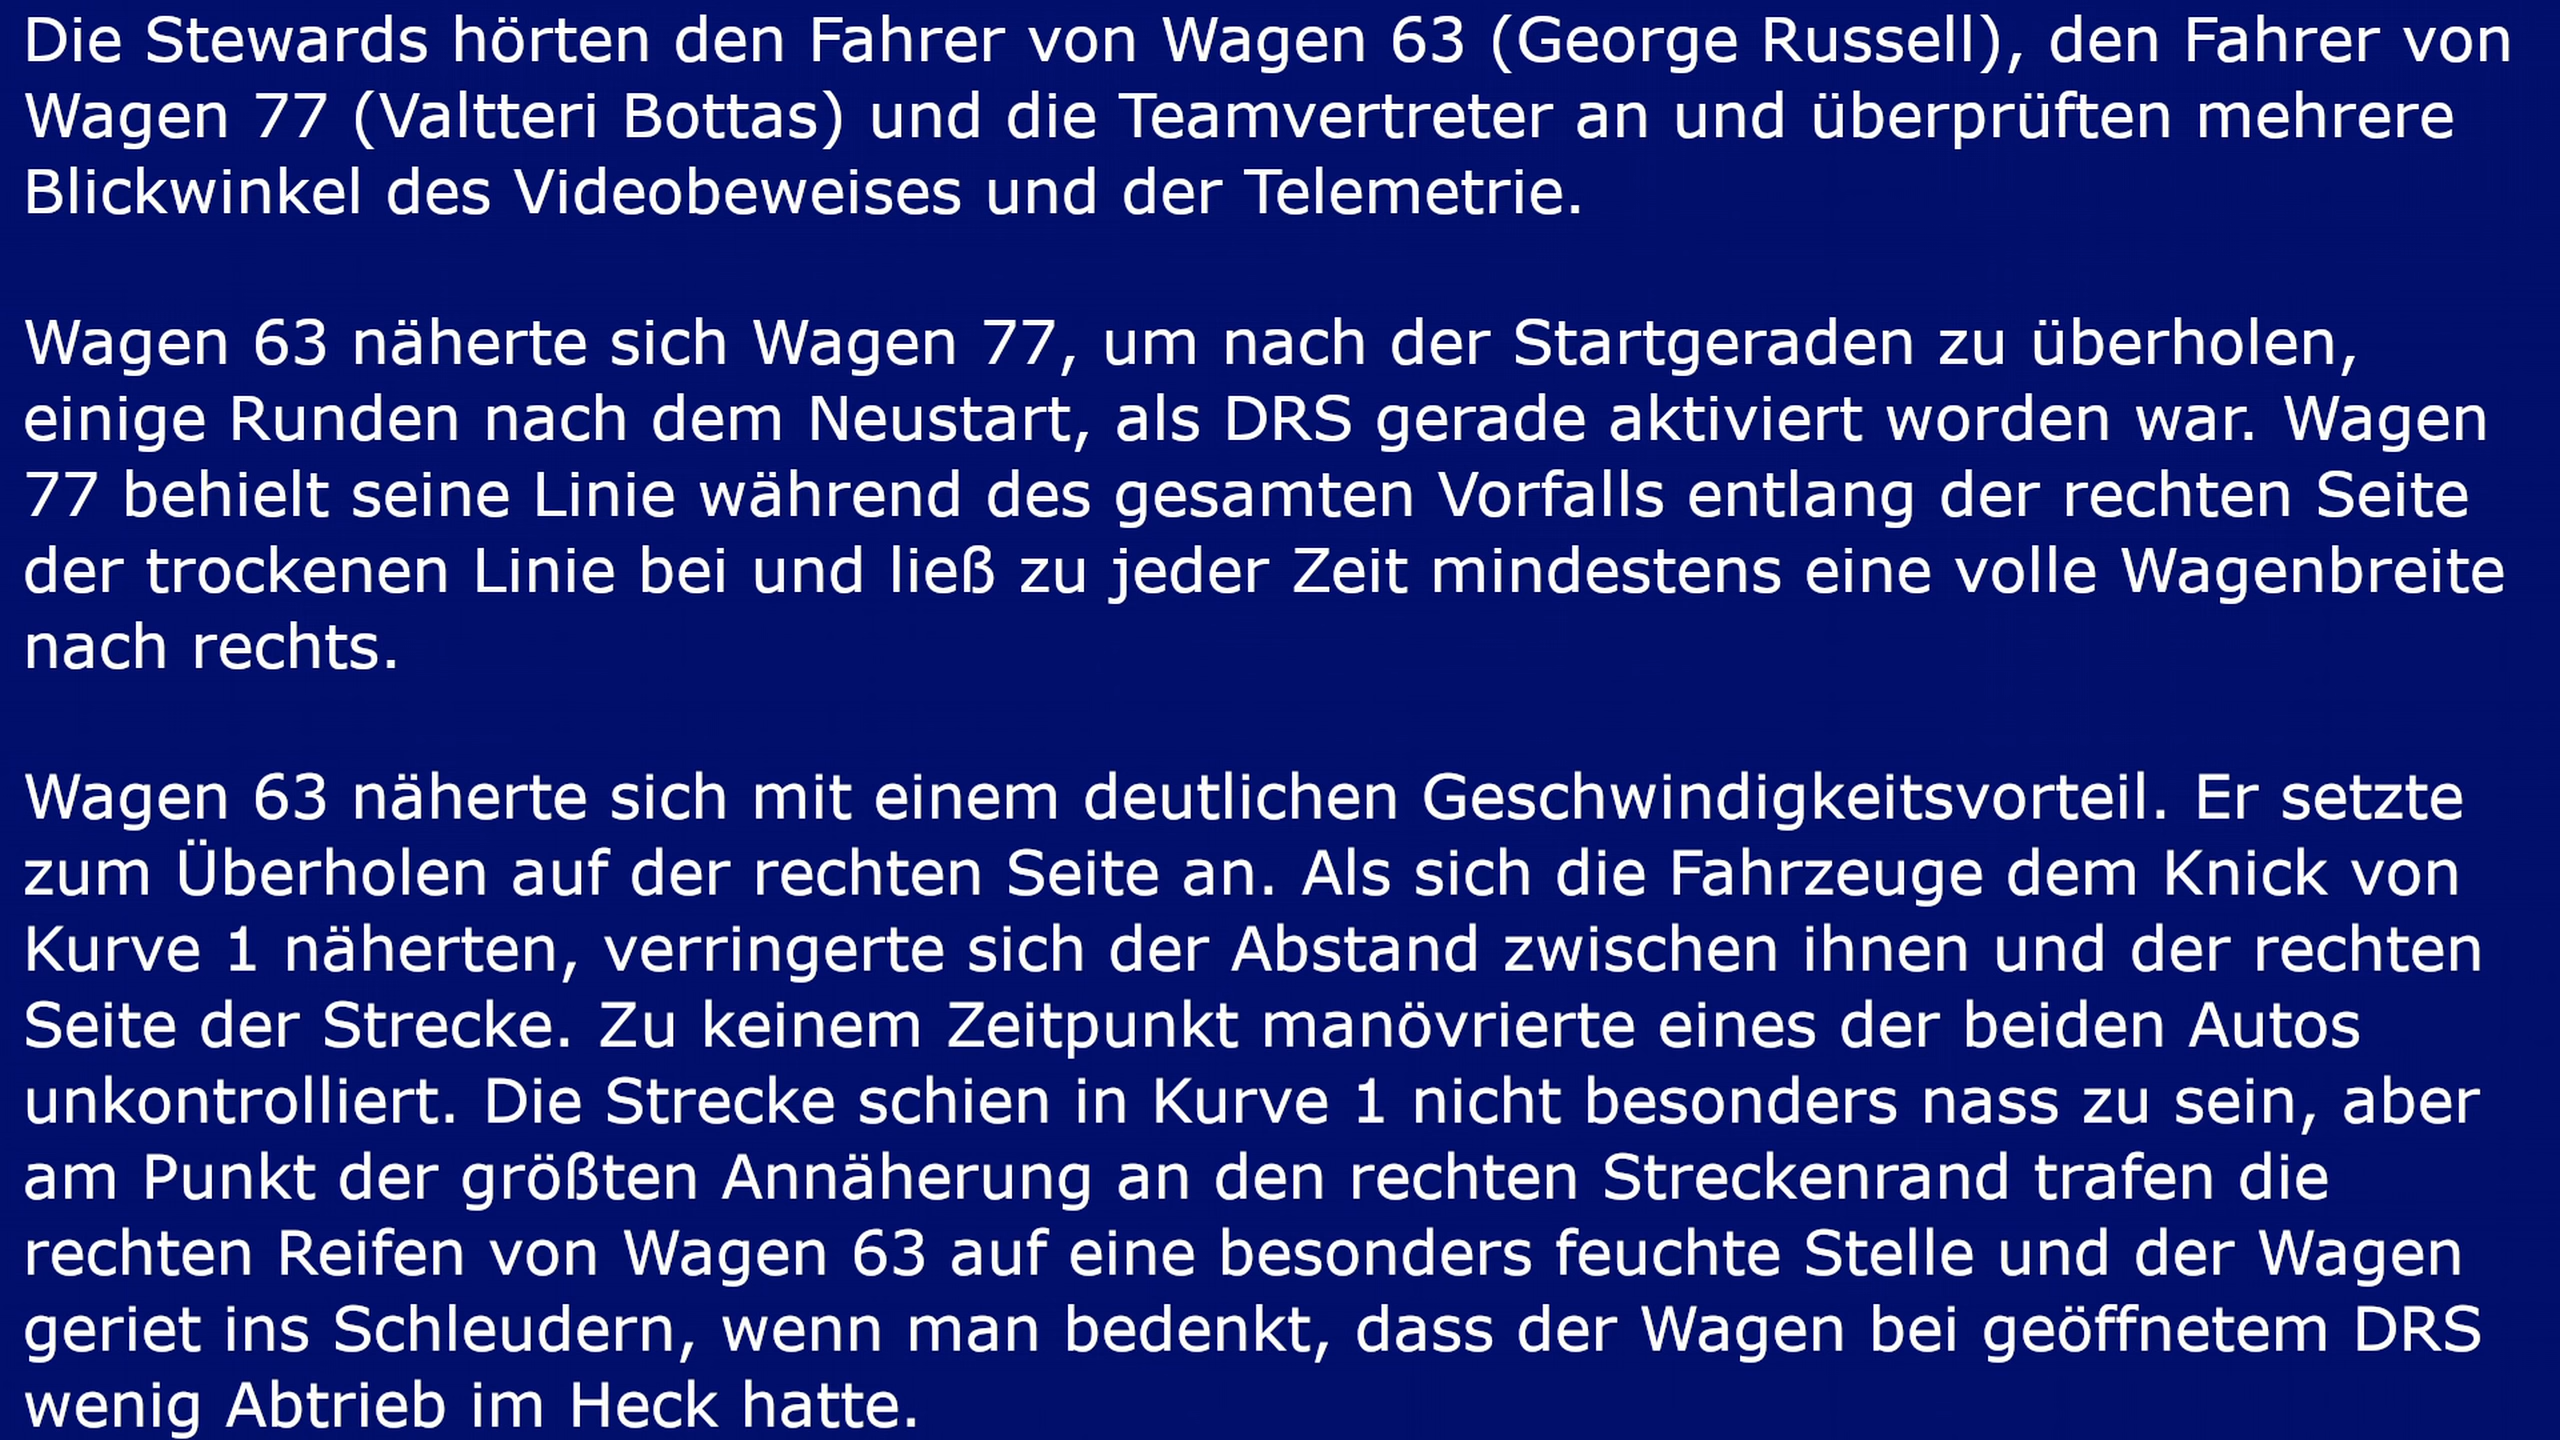 Die Stewards hörten den Fahrer von Wagen 63 (George Russell), den Fahrer von
Wagen 77 (Valtteri Bottas) und die Teamvertreter an und überprüften mehrere
Blickwinkel des Videobeweises und der Telemetrie.
Wagen 63 näherte sich Wagen 77, um nach der Startgeraden zu überholen,
einige Runden nach dem Neustart, als DRS gerade aktiviert worden war. Wagen
77 behielt seine Linie während des gesamten Vorfalls entlang der rechten Seite
der trockenen Linie bei und ließ zu jeder Zeit mindestens eine volle Wagenbreite
nach rechts.
Wagen 63 näherte sich mit einem deutlichen Geschwindigkeitsvorteil. Er setzte
zum Überholen auf der rechten Seite an. Als sich die Fahrzeuge dem Knick von
Kurve 1 näherten, verringerte sich der Abstand zwischen ihnen und der rechten
Seite der Strecke. Zu keinem Zeitpunkt manövrierte eines der beiden Autos
unkontrolliert. Die Strecke schien in Kurve 1 nicht besonders nass zu sein, aber
am Punkt der größten Annäherung an den rechten Streckenrand trafen die
rechten Reifen von Wagen 63 auf eine besonders feuchte Stelle und der Wagen
geriet ins Schleudern, wenn man bedenkt, dass der Wagen bei geöffnetem DRS
wenig Abtrieb im Heck hatte.